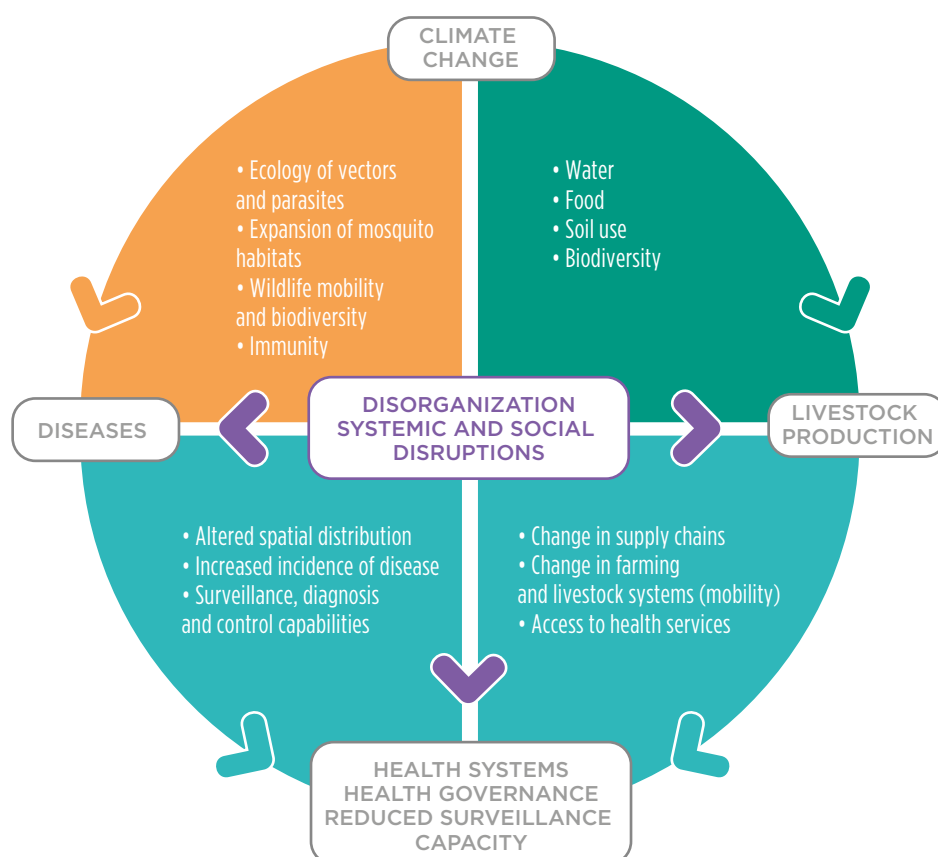 CLIMATE
CHANGE
• Ecology of vectors
and parasites
• Expansion of mosquito
habitats
• Wildlife mobility
and biodiversity
• Immunity
• Water
• Food
• Soil use
• Biodiversity
DISEASES
DISORGANIZATION
SYSTEMIC AND SOCIAL
DISRUPTIONS
LIVESTOCK
PRODUCTION
• Altered spatial distribution
• Increased incidence of disease
• Surveillance, diagnosis
and control capabilities
• Change in supply chains
• Change in farming
and livestock systems (mobility)
• Access to health services
HEALTH SYSTEMS
HEALTH GOVERNANCE
REDUCED SURVEILLANCE
CAPACITY